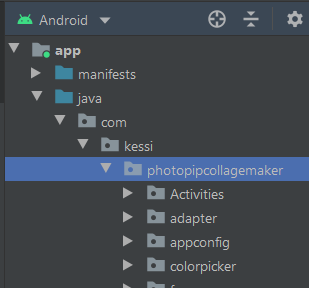 Android
app
manifests
java
com
kessi
photopipcollagemaker
Activities
adapter
appconfig
colorpicker